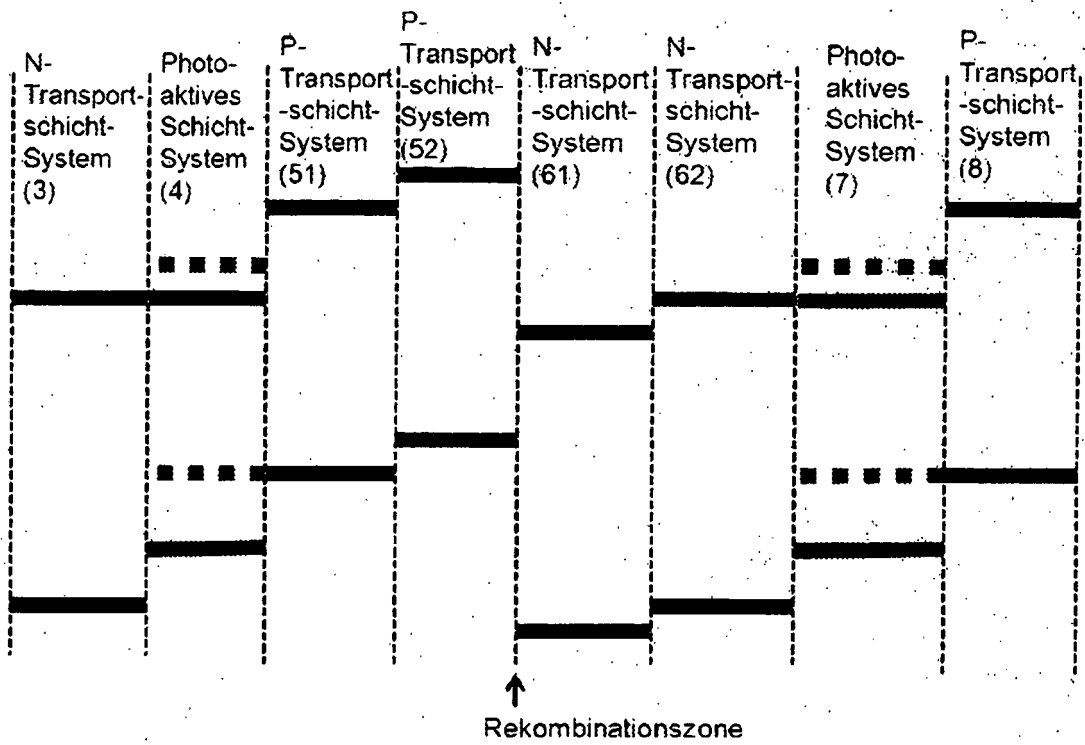 N-
Transport-
schicht-
System
(3)
Photo-
aktives
Schicht-
System
(4)
P-
Transport
-schicht-
System
(51)
P-
Transport
-schicht-
System
(52)
N-
Transport
-schicht-
System
(61)
N-
Transport-
schicht-
System
(62)
Photo-
aktives
Schicht-
System
(7)
P-
Transport
-schicht-
System
(8)
Rekombinationszone